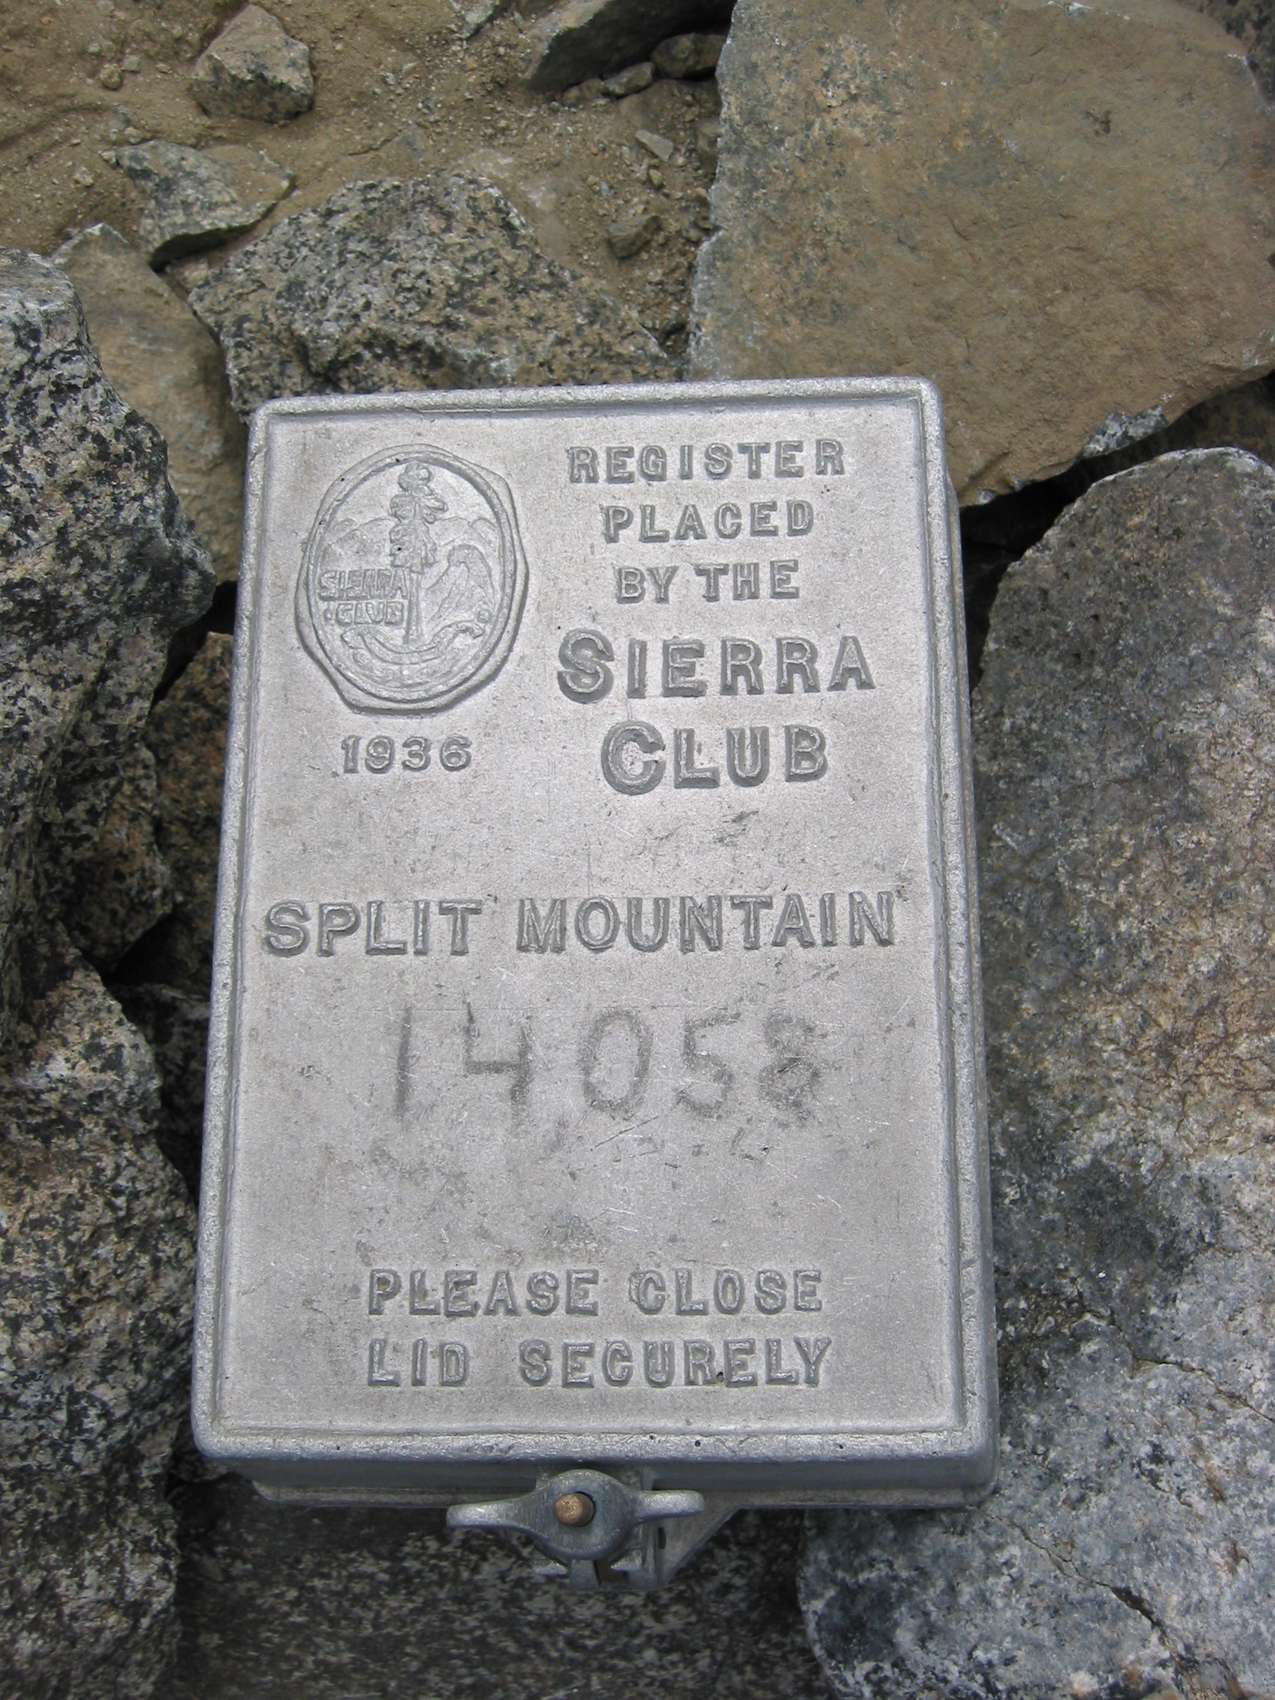 REGISTER
PLACED
BY THE
SIERRA
CLUB
SIERRA
CLUB
1936
SPLIT MOUNTAIN
14058
PLEASE CLOSE
LID SECURELY